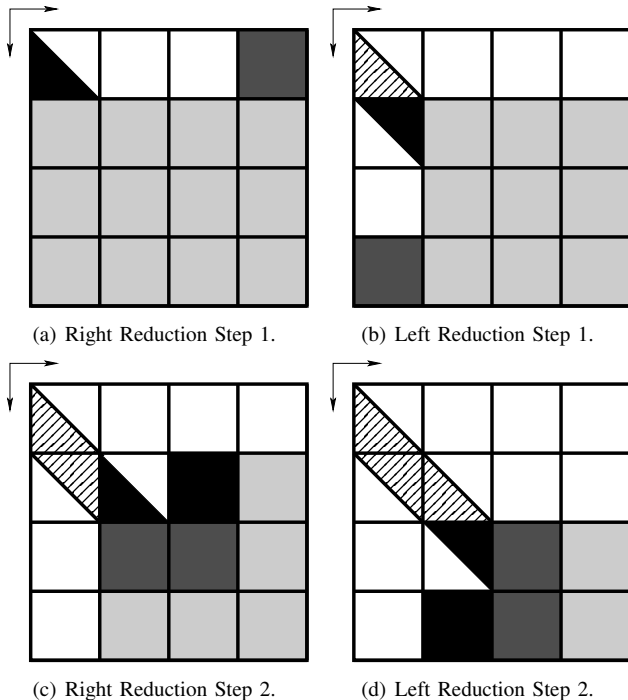 (a) Right Reduction Step 1.
(b) Left Reduction Step 1.
(c) Right Reduction Step 2.
(d) Left Reduction Step 2.